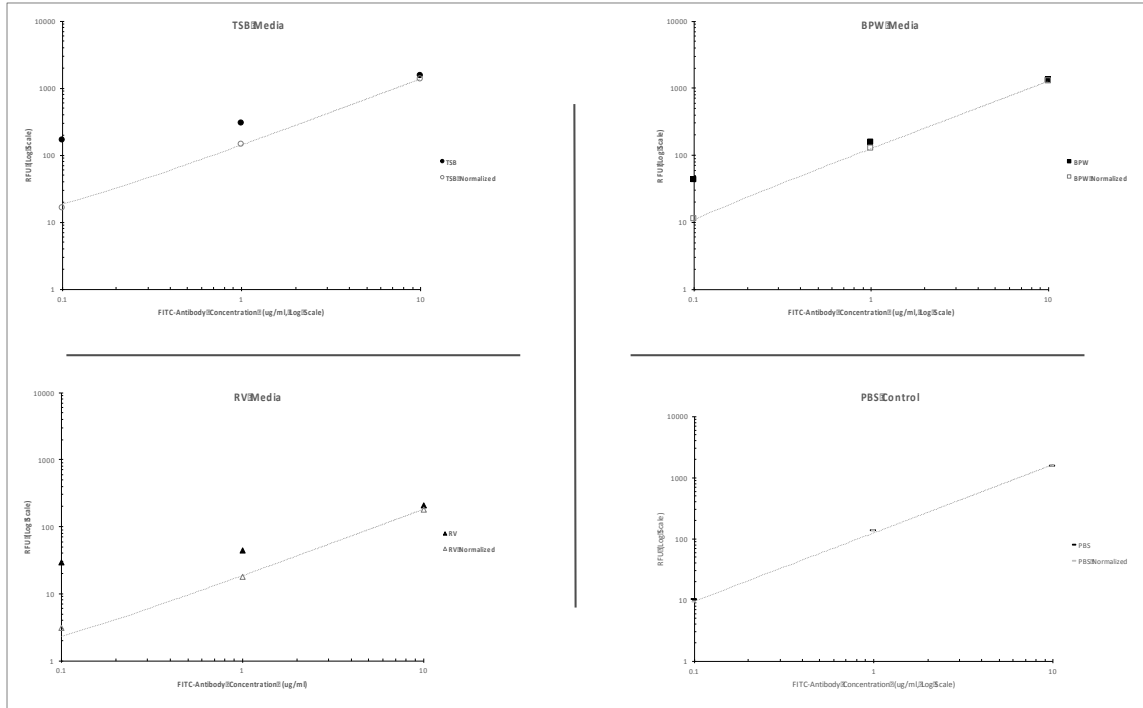 TSB Media
10000
1000
100
10
1
RFU (Log Scale)
0.1
1
10
FITC-Antibody Concentration (ug/ml, Log Scale)
TSB
TSB Normalized
BPW Media
10000
1000
100
10
1
RFU (Log Scale)
0.1
1
10
FITC-Antibody Concentration (ug/ml, Log Scale)
BPW
BPW Normalized
RV Media
10000
1000
100
10
1
RFU (Log Scale)
0.1
1
10
FITC-Antibody Concentration (ug/ml)
RV
RV Normalized
PBS Control
10000
1000
100
10
1
RFU (Log Scale)
0.1
1
10
FITC-Antibody Concentration (ug/ml, Log Scale)
PBS
PBS Normalized